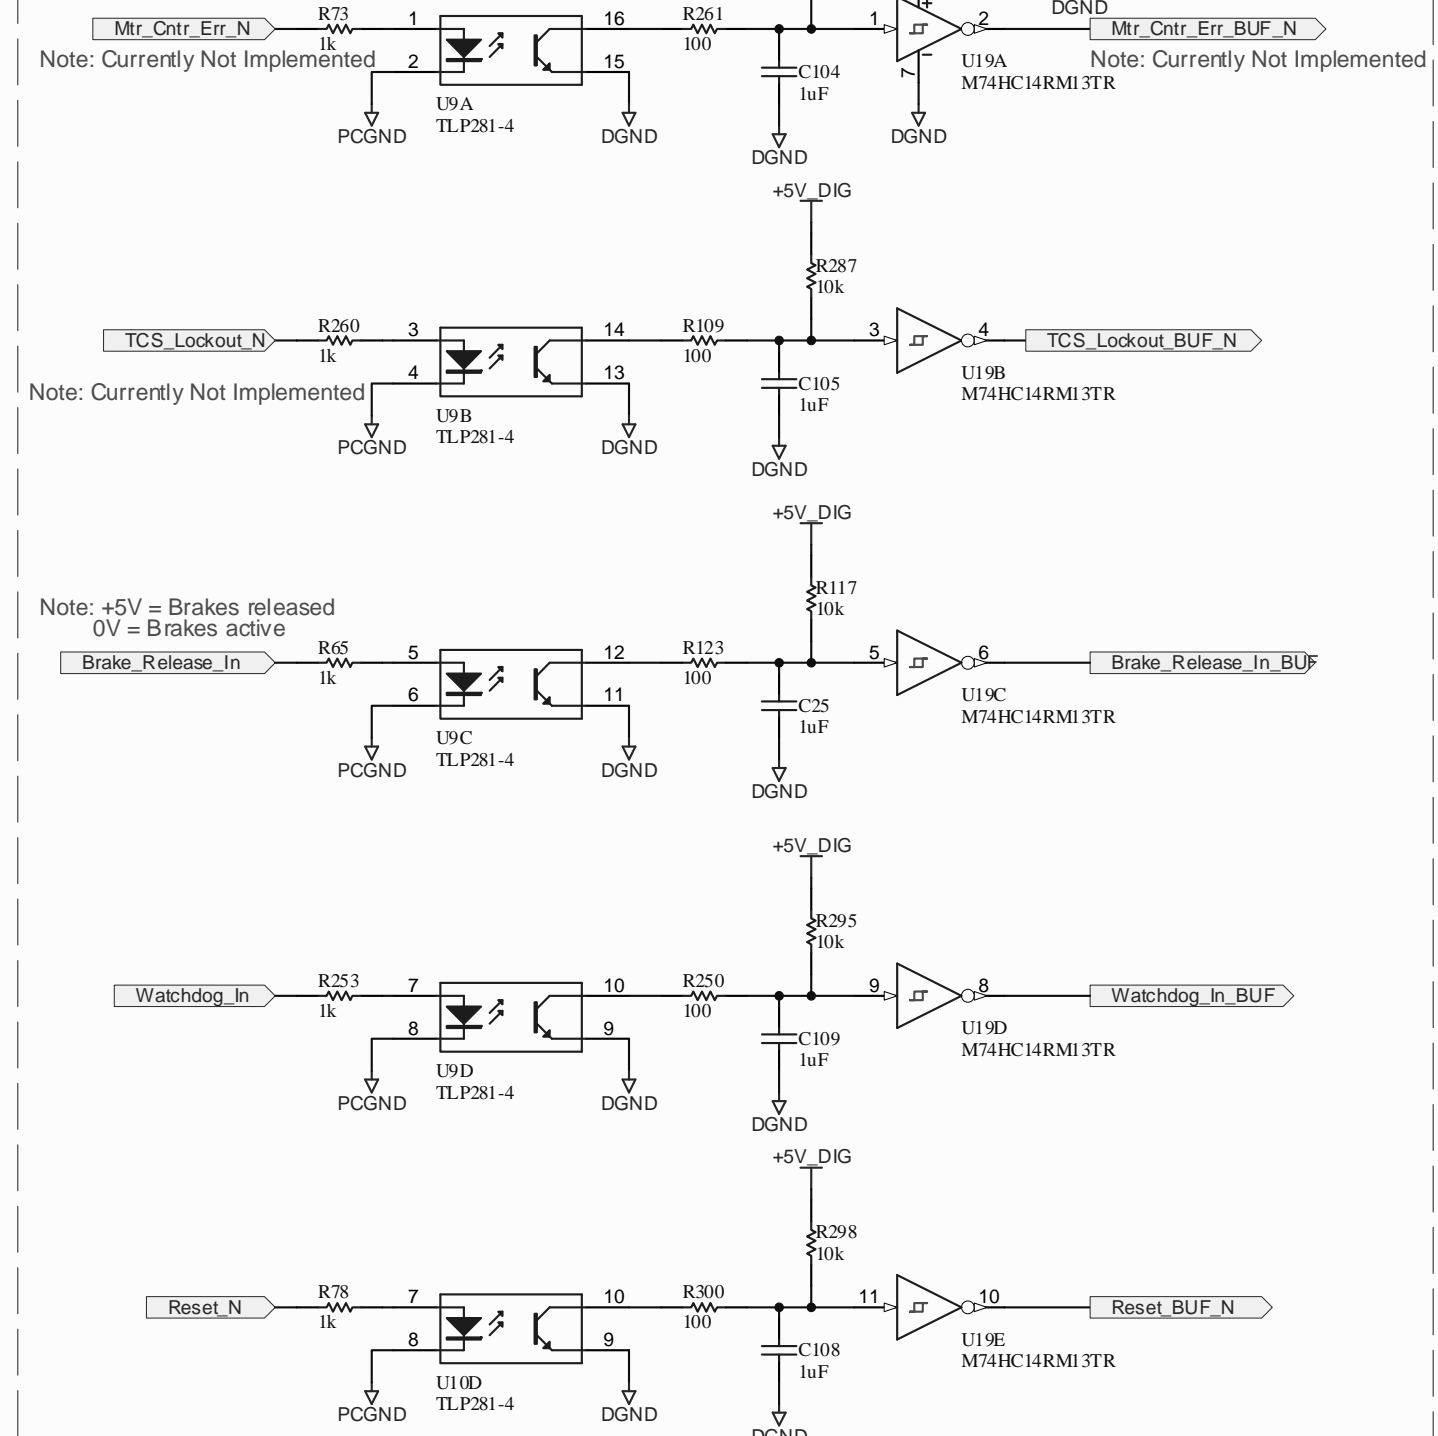 DGND
Mtr_Cntr_Err_N
R73
1k
1
16
R261
100
1
2
Mtr_Cntr_Err_BUF_N
Note: Currently Not Implemented
2
15
C104
1uF
7
U19A
M74HC14RM13TR
Note: Currently Not Implemented
U9A
TLP281-4
PCGND
DGND
DGND
DGND
+5V_DIG
R287
10k
TCS_Lockout_N
R260
1k
3
14
R109
100
3
4
TCS_Lockout_BUF_N
Note: Currently Not Implemented
4
13
C105
1uF
U19B
M74HC14RM13TR
U9B
TLP281-4
PCGND
DGND
DGND
+5V_DIG
R117
10k
Note: +5V = Brakes released
0V = Brakes active
Brake_Release_In
R65
1k
5
12
R123
100
5
6
Brake_Release_In_BUF
6
11
C25
1uF
U19C
M74HC14RM13TR
U9C
TLP281-4
PCGND
DGND
DGND
+5V_DIG
R295
10k
Watchdog_In
R253
1k
7
10
R250
100
9
8
Watchdog_In_BUF
8
9
C109
1uF
U19D
M74HC14RM13TR
U9D
TLP281-4
PCGND
DGND
DGND
+5V_DIG
R298
10k
Reset_N
R78
1k
7
10
R300
100
11
10
Reset_BUF_N
8
9
C108
1uF
U19E
M74HC14RM13TR
U10D
TLP281-4
PCGND
DGND
DGND